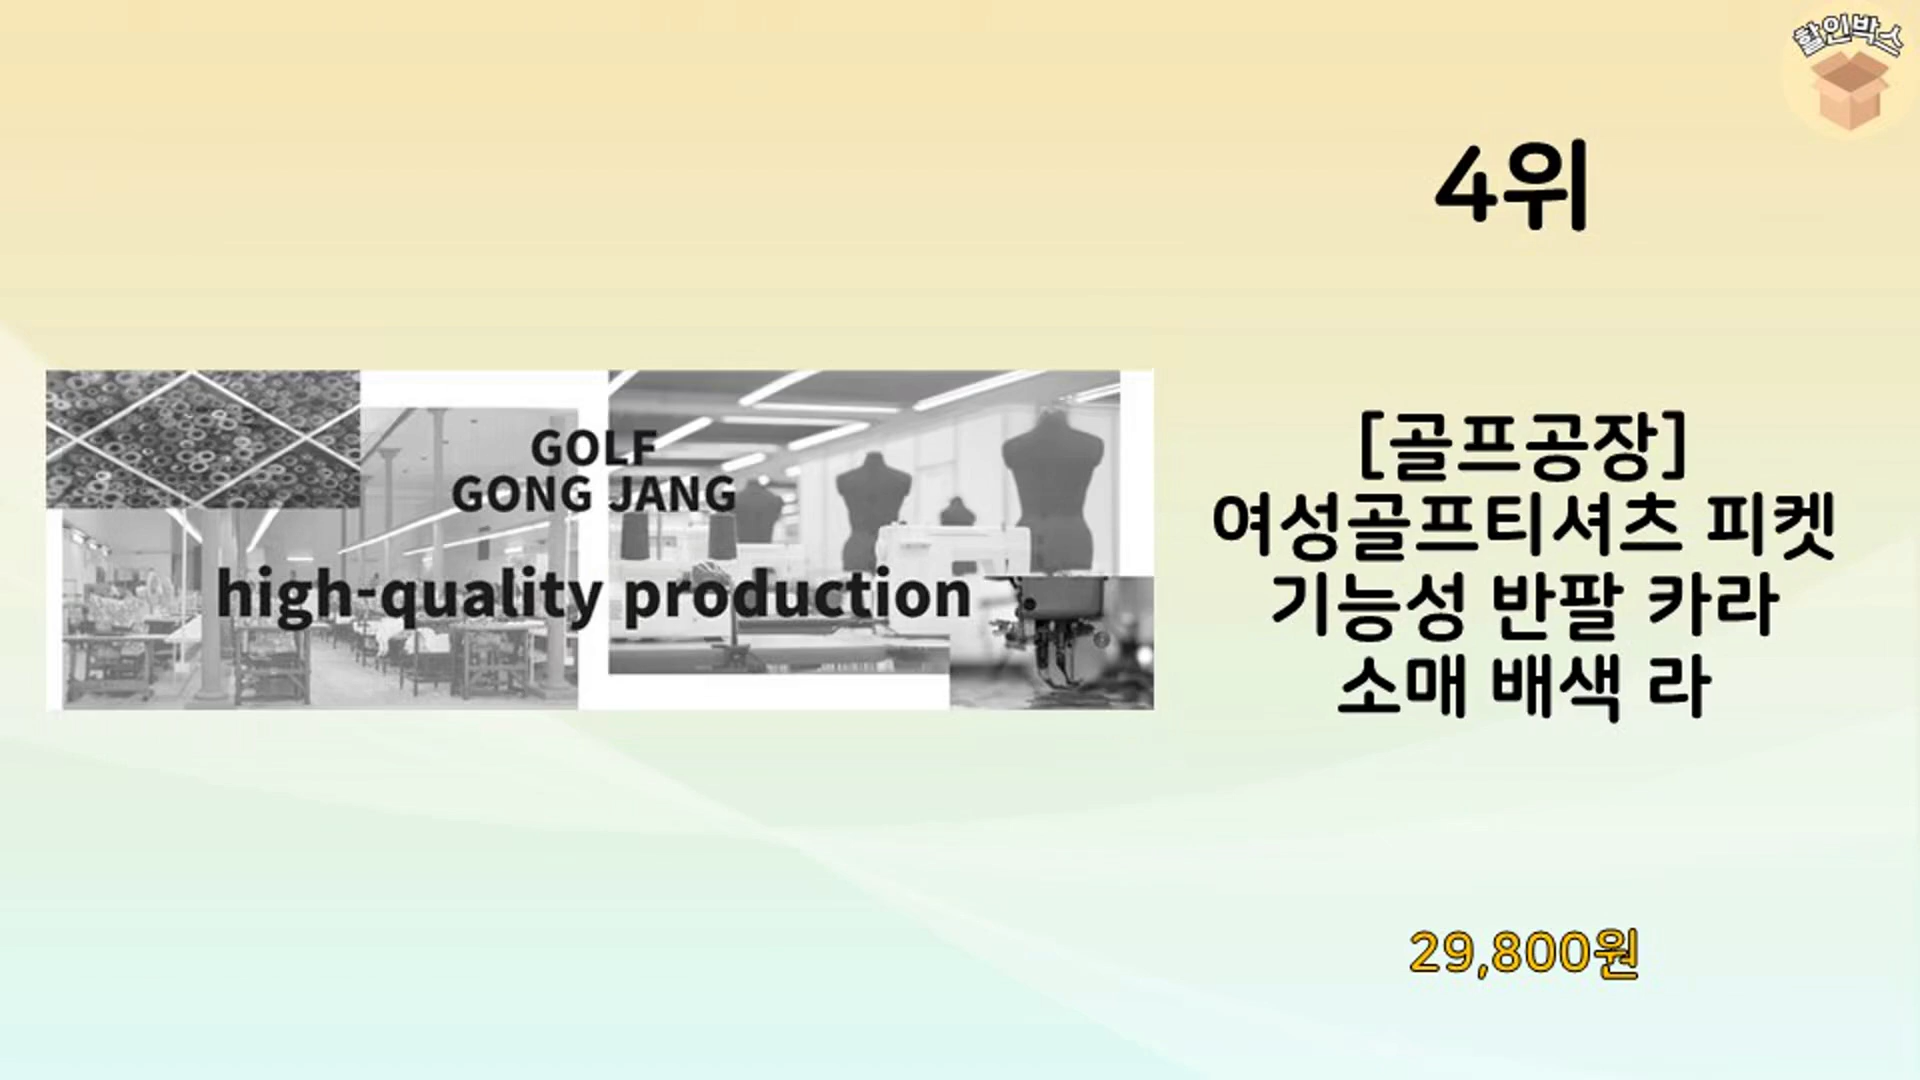 할인박스
4위
GOLF
GONG JANG
high-quality production
[골프공장]
여성골프티셔츠 피켓
기능성 반팔 카라
소매 배색 라
29,800원